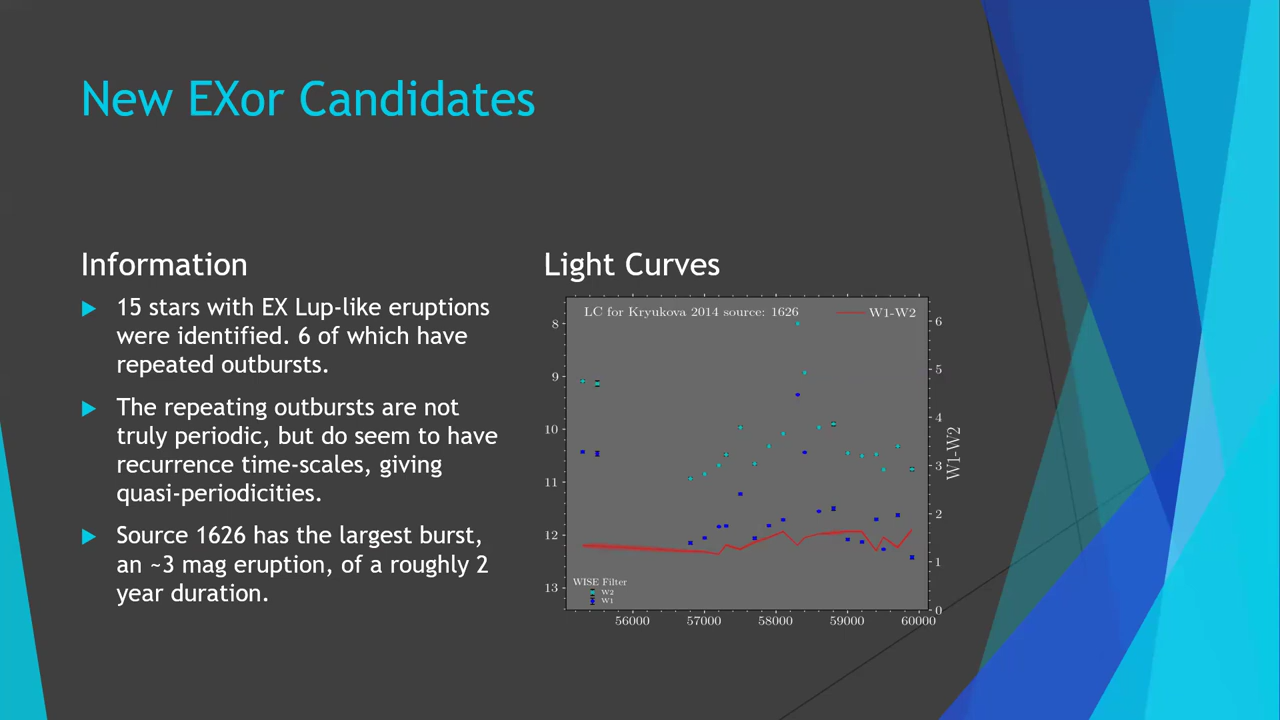 New EXor Candidates
Information
15 stars with EX Lup-like eruptions
were identified. 6 of which have
repeated outbursts.
The repeating outbursts are not
truly periodic, but do seem to have
recurrence time-scales, giving
quasi-periodicities.
Source 1626 has the largest burst,
an ~3 mag eruption, of a roughly 2
year duration.
Light Curves
LC for Kryukova 2014 source: 1626
W1-W2
8
9
10
11
12
13
6
5
4
3
2
1
0
W1-W2
WISE Filter
W2
W1
56000 57000 58000 59000 60000